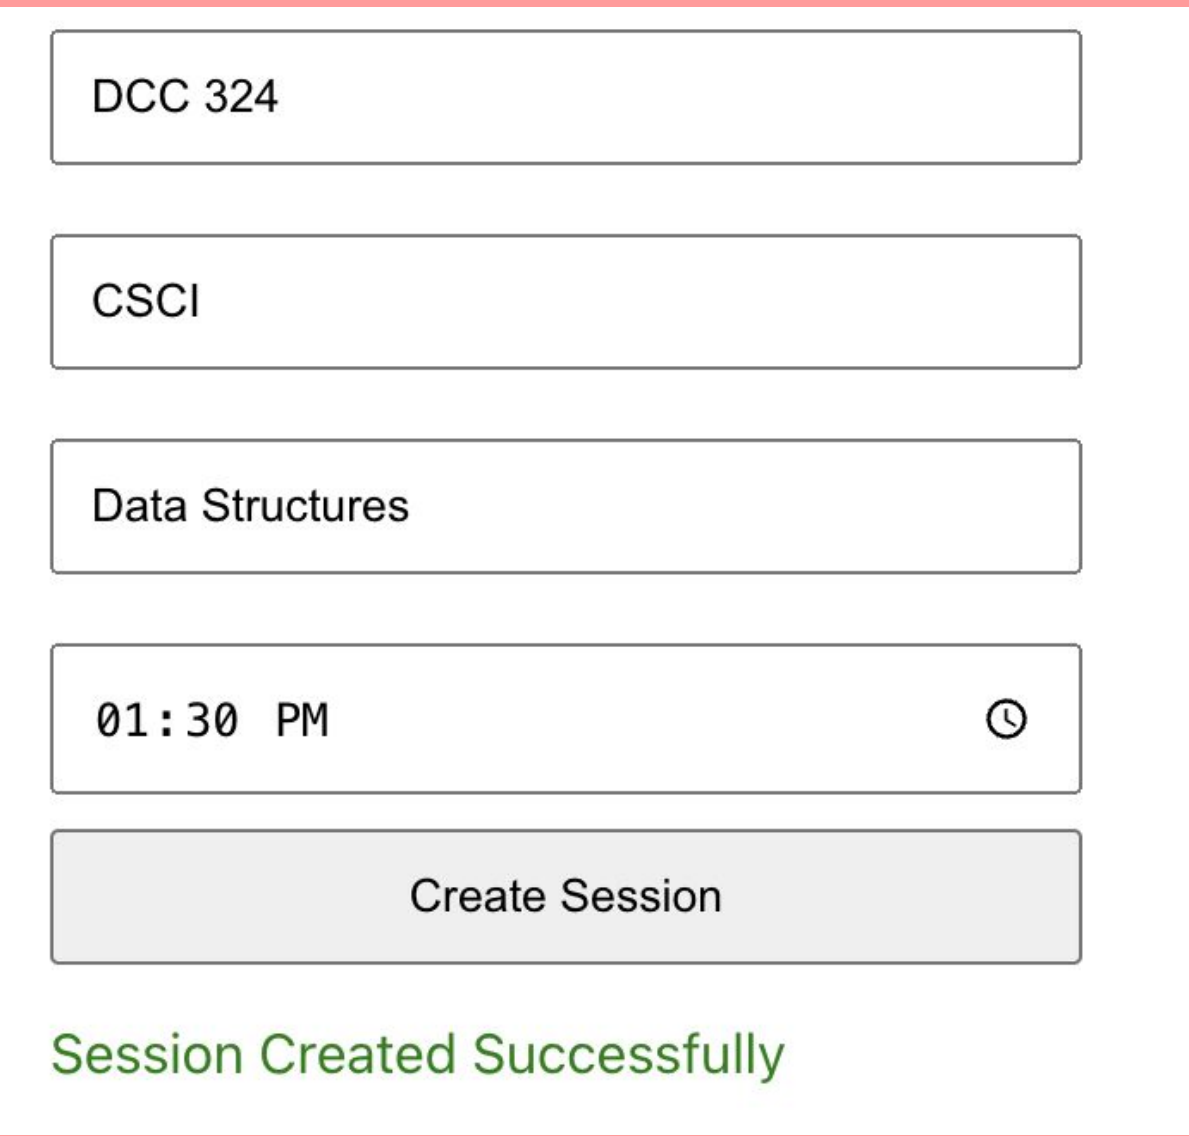 DCC 324
CSCI
Data Structures
01:30 PM
Create Session
Session Created Successfully